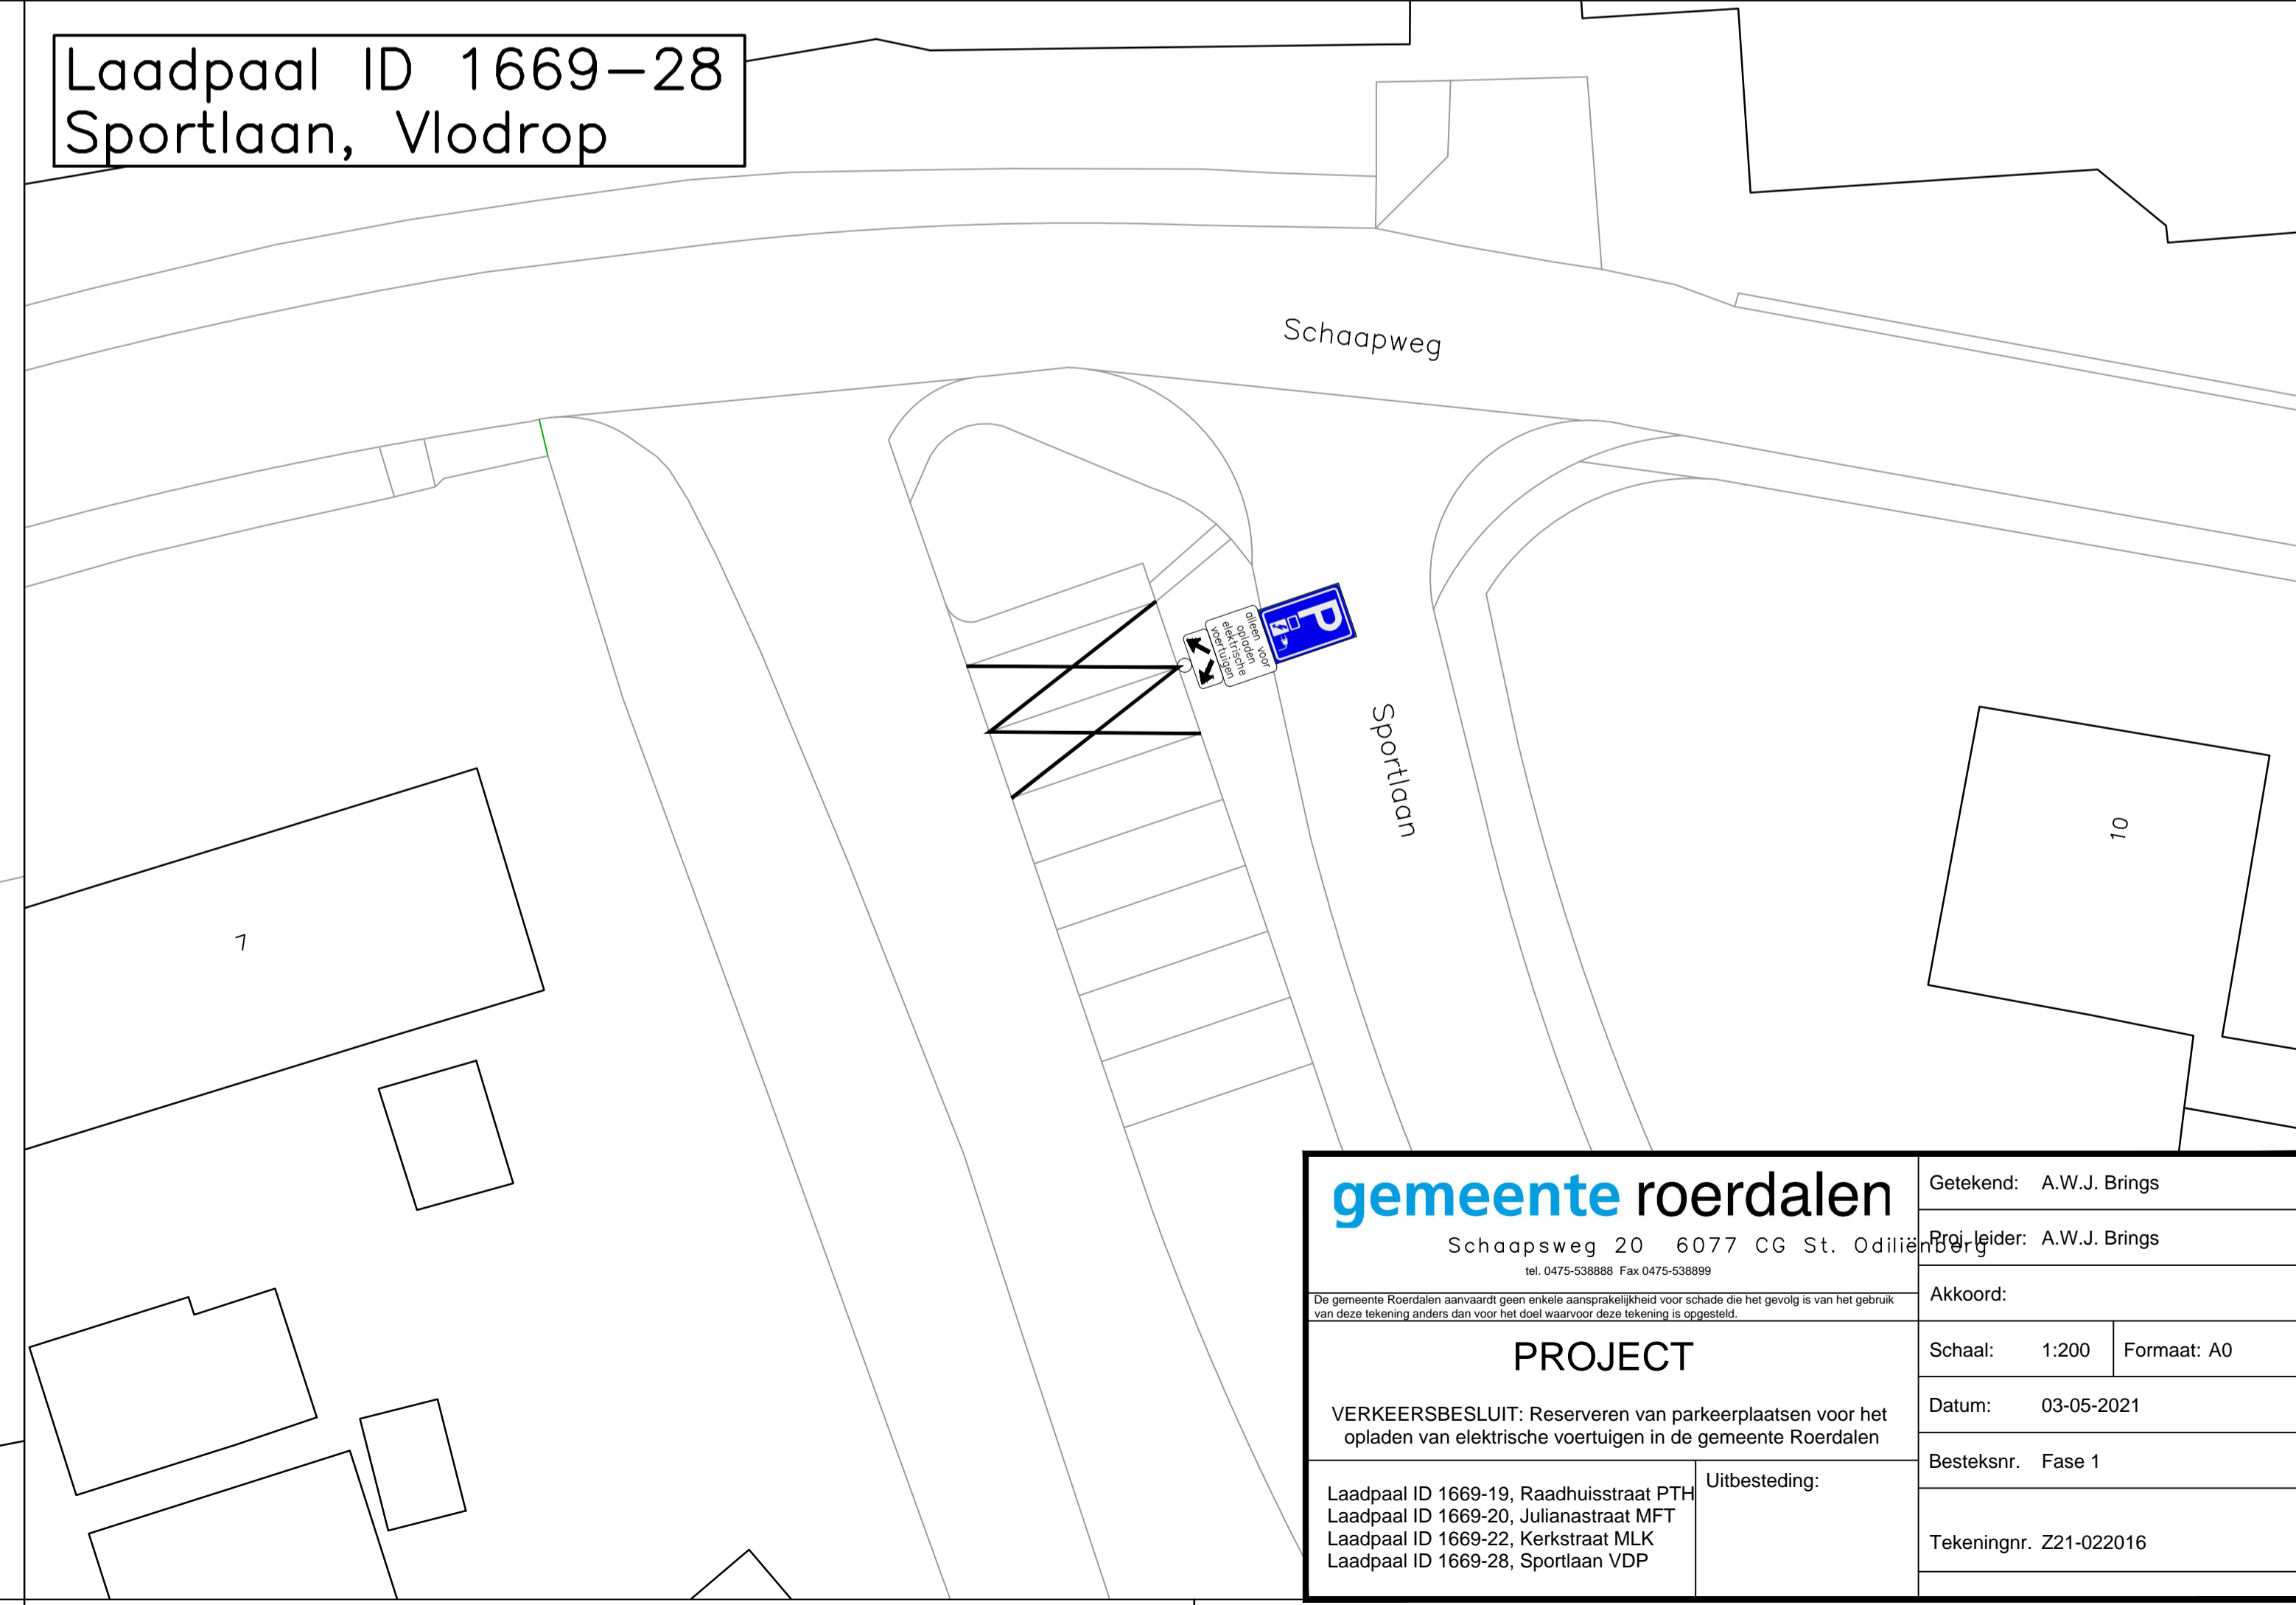 Laadpaal ID 1669-28
Sportlaan, Vlodrop
Schaapweg
P
alleen voor
opladen
elektrische
voertuigen
Sportlaan
7
10
gemeente roerdalen
Schaapsweg 20 6077 CG St. Odiliënberg
tel. 0475-538888 Fax 0475-538899
De gemeente Roerdalen aanvaardt geen enkele aansprakelijkheid voor schade die het gevolg is van het gebruik
van deze tekening anders dan voor het doel waarvoor deze tekening is opgesteld.
PROJECT
VERKEERSBESLUIT: Reserveren van parkeerplaatsen voor het
opladen van elektrische voertuigen in de gemeente Roerdalen
Laadpaal ID 1669-19, Raadhuisstraat PTH
Laadpaal ID 1669-20, Julianastraat MFT
Laadpaal ID 1669-22, Kerkstraat MLK
Laadpaal ID 1669-28, Sportlaan VDP
Uitbesteding:
Getekend: A.W.J. Brings
Proj. leider: A.W.J. Brings
Akkoord:
Schaal: 1:200 Formaat: A0
Datum: 03-05-2021
Besteksnr. Fase 1
Tekeningnr. Z21-022016